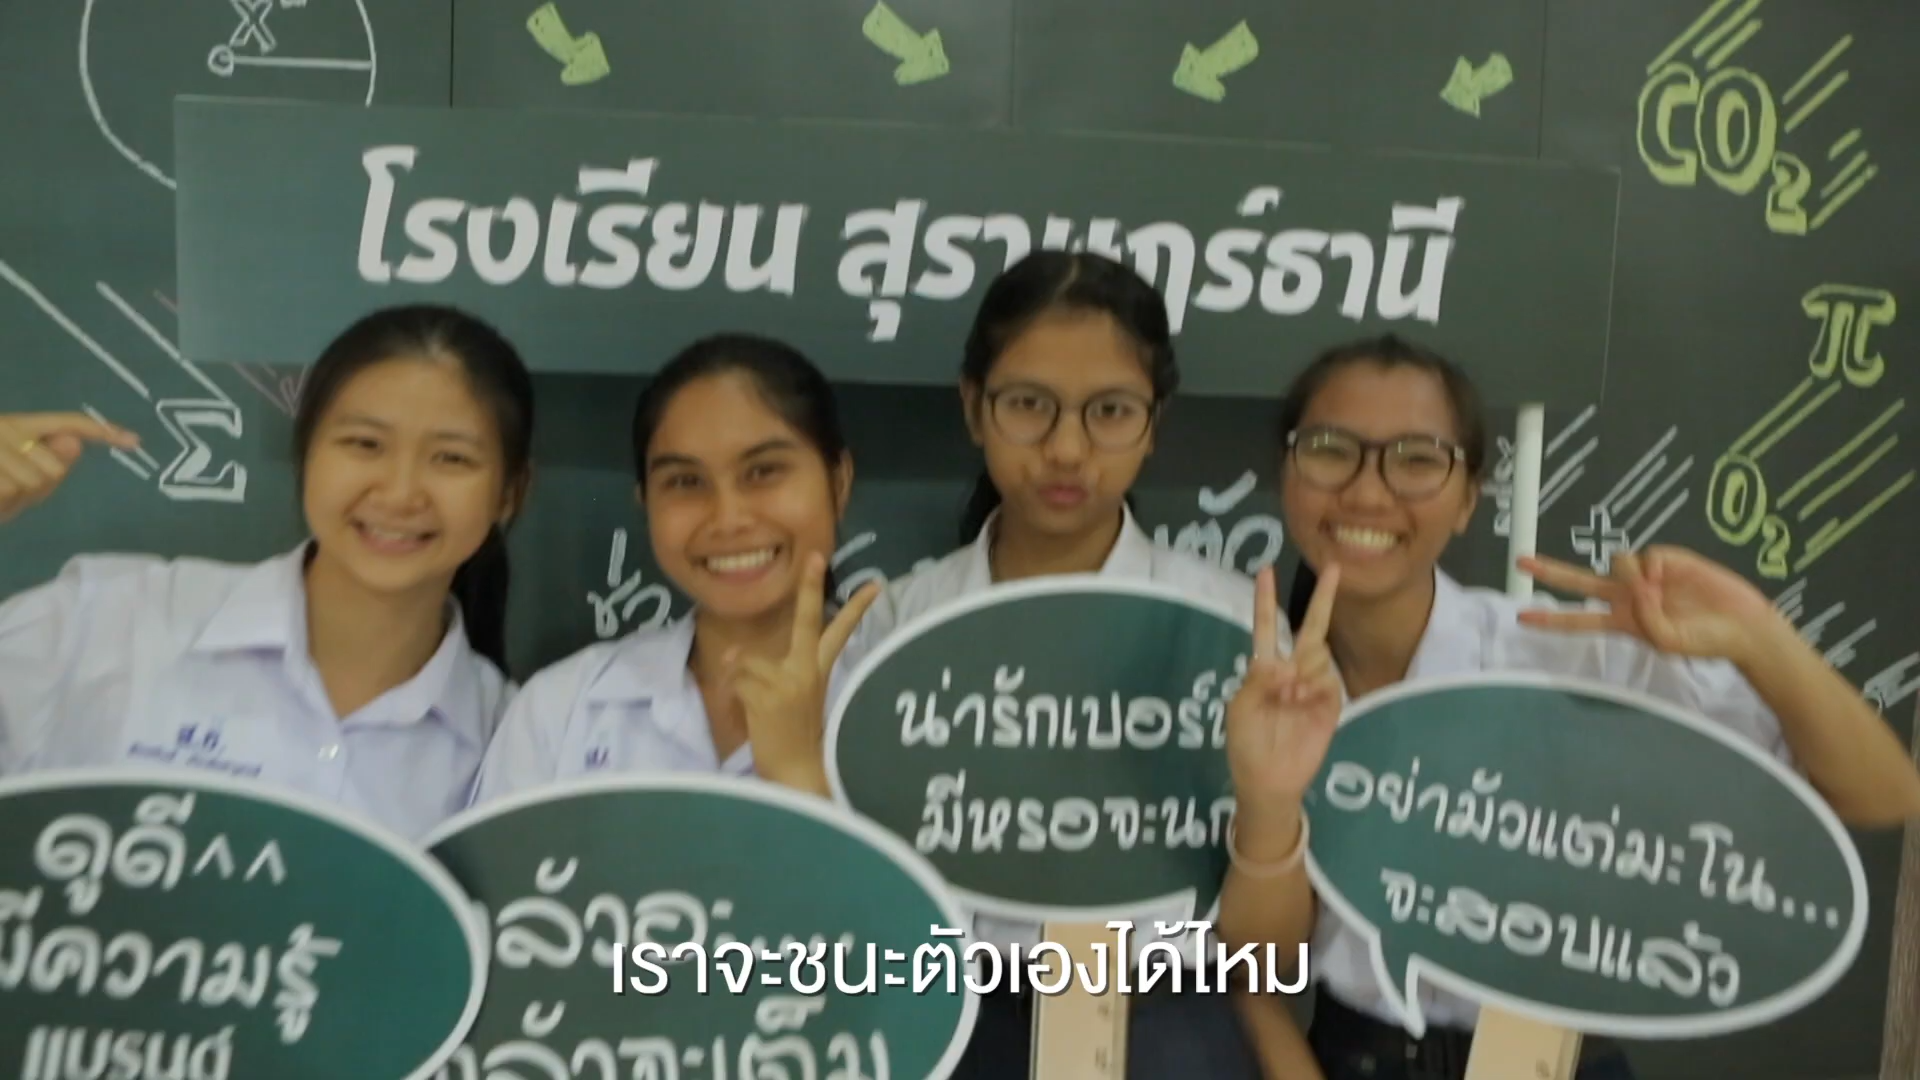 X
CO₂
โรงเรียน สุราษฎร์ธานี
π
Σ
O₂
+
ส.ก.
น่ารักเบอร์
มีหรอจะนก
อย่ามัวแต่มะโน...
จะสอบแล้ว
ดูดี^^
มีความรู้
แบรนด์
เราจะชนะตัวเองได้ไหม